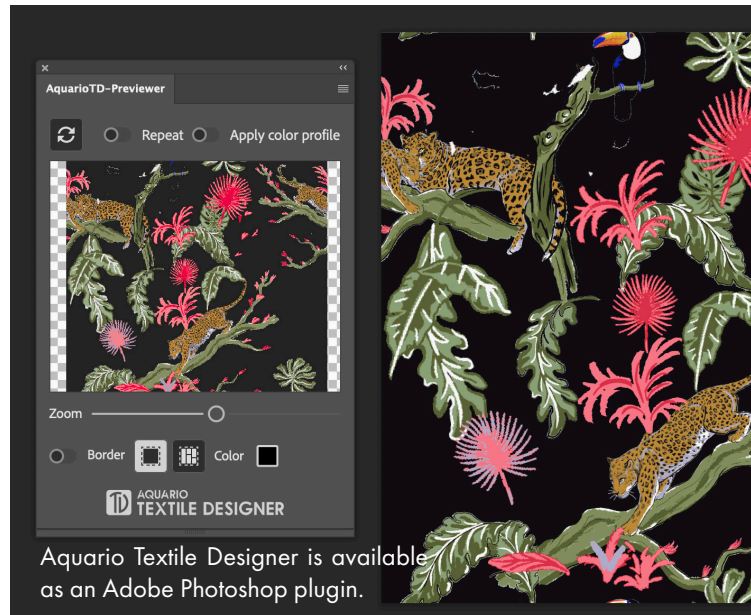 AquarioTD-Previewer
Repeat Apply color profile
Zoom
Border Color
TD AQUARIO
TEXTILE DESIGNER
Aquario Textile Designer is available
as an Adobe Photoshop plugin.